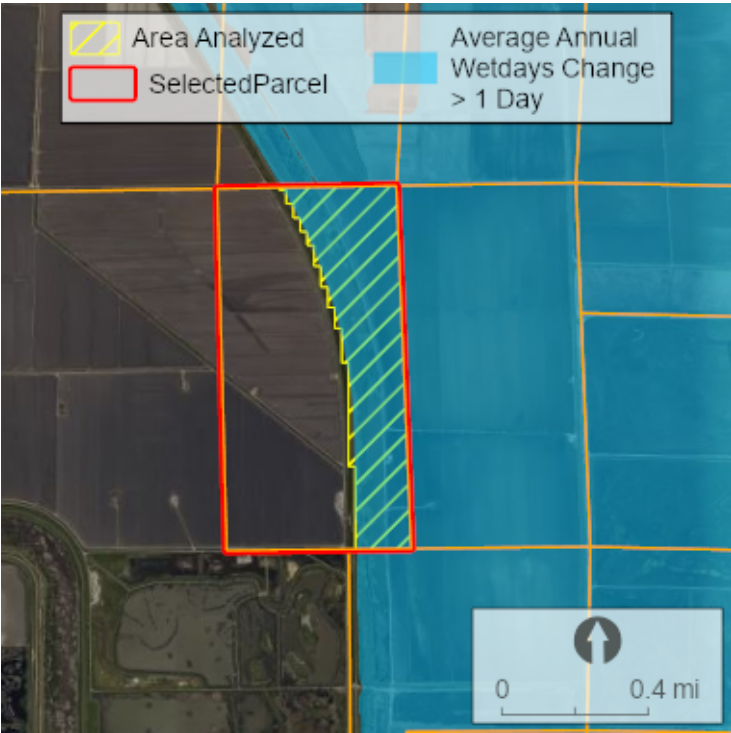 Area Analyzed
SelectedParcel
Average Annual
Wetdays Change
> 1 Day
0 0.4 mi